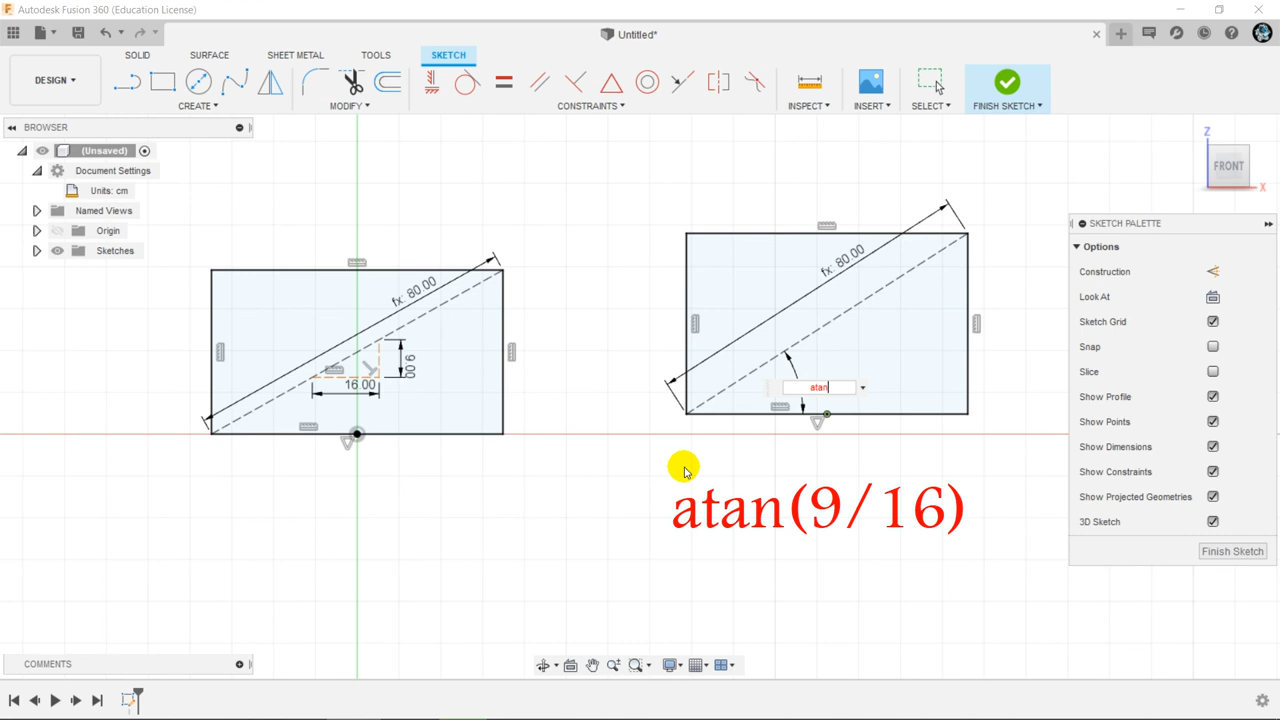 Autodesk Fusion 360 (Education License)
Untitled*
DESIGN
SOLID
SURFACE
SHEET METAL
TOOLS
SKETCH
CREATE
MODIFY
CONSTRAINTS
INSPECT
INSERT
SELECT
FINISH SKETCH
BROWSER
(Unsaved)
Document Settings
Units: cm
Named Views
Origin
Sketches
Z
FRONT
X
fx: 80.00
9.00
16.00
fx: 80.00
atan
atan(9/16)
SKETCH PALETTE
Options
Construction
Look At
Sketch Grid
Snap
Slice
Show Profile
Show Points
Show Dimensions
Show Constraints
Show Projected Geometries
3D Sketch
Finish Sketch
COMMENTS